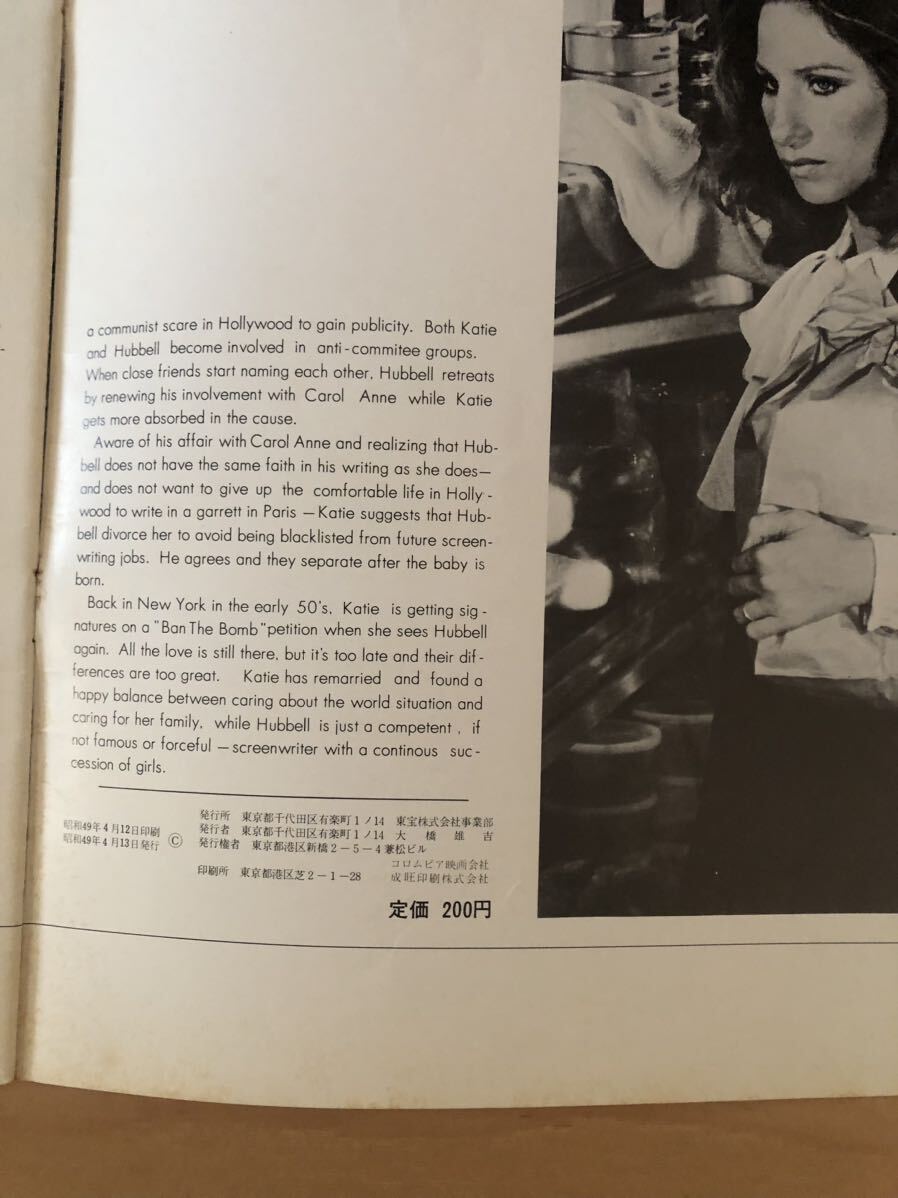 a communist scare in Hollywood to gain publicity. Both Katie
and Hubbell become involved in anti-commitee groups.
When close friends start naming each other, Hubbell retreats
by renewing his involvement with Carol Anne while Katie
gets more absorbed in the cause.
Aware of his affair with Carol Anne and realizing that Hub-
bell does not have the same faith in his writing as she does—
and does not want to give up the comfortable life in Holly-
wood to write in a garrett in Paris —Katie suggests that Hub-
bell divorce her to avoid being blacklisted from future screen-
writing jobs. He agrees and they separate after the baby is
born.
Back in New York in the early 50's, Katie is getting sig-
natures on a "Ban The Bomb"petition when she sees Hubbell
again. All the love is still there, but it's too late and their dif-
ferences are too great. Katie has remarried and found a
happy balance between caring about the world situation and
caring for her family, while Hubbell is just a competent, if
not famous or forceful —screenwriter with a continous suc-
cession of girls.
昭和49年4月12日印刷
昭和49年4月13日発行
©
発行所 東京都千代田区有楽町1ノ14 東宝株式会社事業部
発行者 東京都千代田区有楽町1ノ14 大橋雄吉
発行権者 東京都港区新橋2-5-4兼松ビル
コロムビア映画会社
印刷所 東京都港区芝2-1-28 成旺印刷株式会社
定価 200円